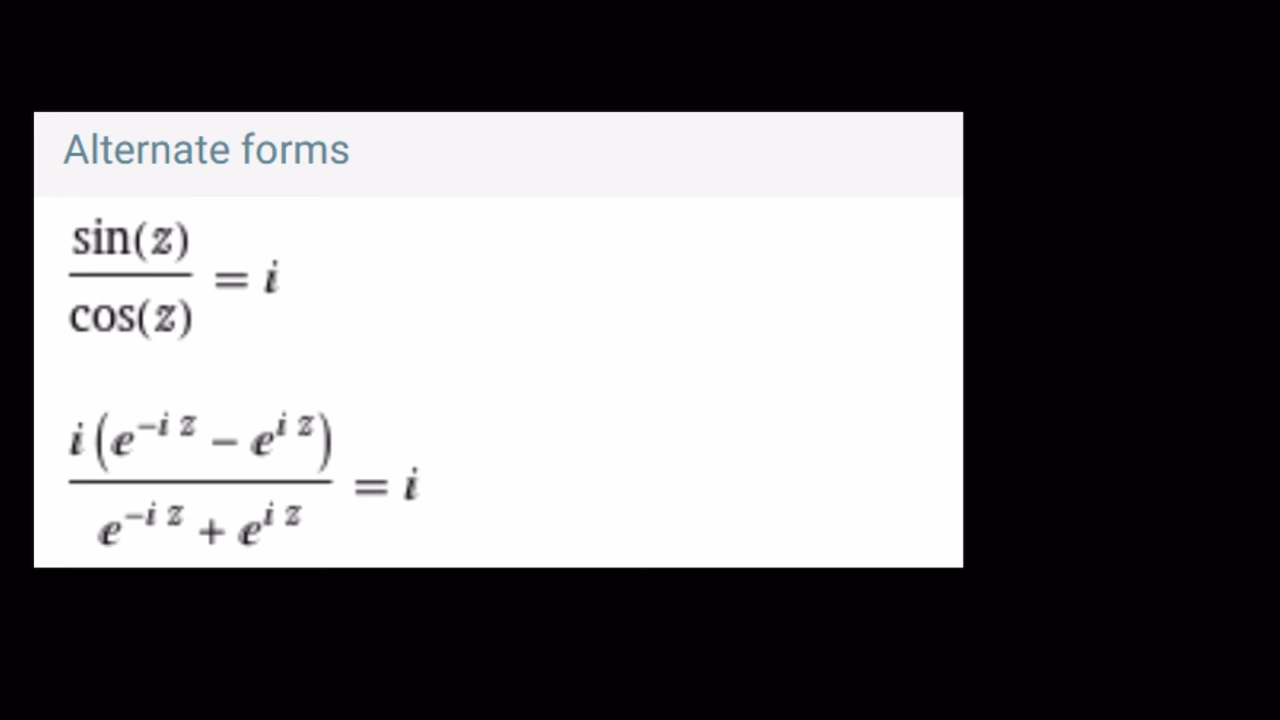 Alternate forms
sin(z)/cos(z) = i
i (e^(-i z) - e^(i z))/(e^(-i z) + e^(i z)) = i